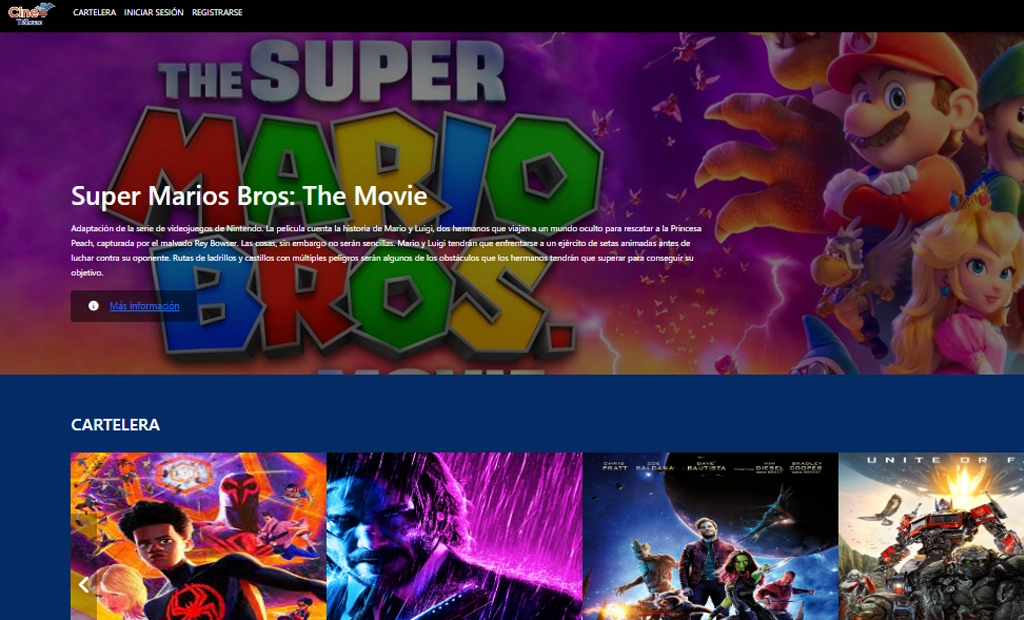 Cine's
CARTELERA INICIAR SESIÓN REGISTRARSE
THE SUPER
MARIO
BROS.
MOVIE
Super Marios Bros: The Movie
Adaptación de la serie de videojuegos de Nintendo. La película cuenta la historia de Mario y Luigi, dos hermanos que viajan a un mundo oculto para rescatar a la Princesa
Peach, capturada por el malvado Rey Bowser. Las cosas, sin embargo no serán sencillas. Mario y Luigi tendrán que enfrentarse a un ejército de setas animadas antes de
luchar contra su oponente. Rutas de ladrillos y castillos con múltiples peligros serán algunos de los obstáculos que los hermanos tendrán que superar para conseguir su
objetivo.
Más información
CARTELERA
CHRIS PRATT ZOE SALDANA DAVE BAUTISTA VIN DIESEL BRADLEY COOPER
UNITE OR F